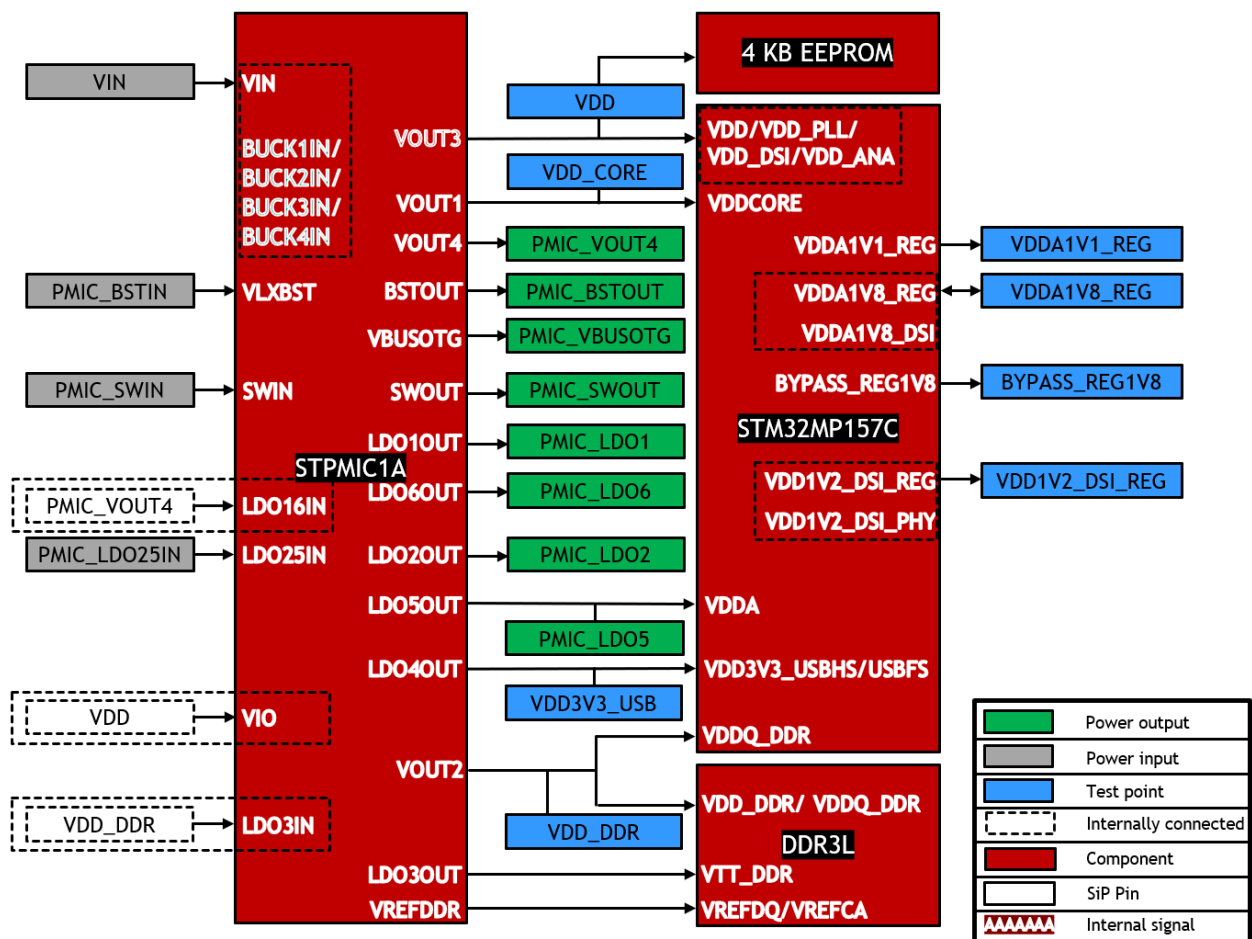 VIN
PMIC_BSTIN
PMIC_SWIN
PMIC_VOUT4
PMIC_LDO25IN
VDD
VDD_DDR
VIN
BUCK1IN/
BUCK2IN/
BUCK3IN/
BUCK4IN
VLXBST
SWIN
LDO16IN
LDO25IN
VIO
LDO3IN
STPMIC1A
VOUT3
VOUT1
VOUT4
BSTOUT
VBUSOTG
SWOUT
LDO1OUT
LDO6OUT
LDO2OUT
LDO5OUT
LDO4OUT
VOUT2
LDO3OUT
VREFDDR
VDD
VDD_CORE
PMIC_VOUT4
PMIC_BSTOUT
PMIC_VBUSOTG
PMIC_SWOUT
PMIC_LDO1
PMIC_LDO6
PMIC_LDO2
PMIC_LDO5
VDD3V3_USB
VDD_DDR
4 KB EEPROM
VDD/VDD_PLL/
VDD_DSI/VDD_ANA
VDDCORE
VDDA1V1_REG
VDDA1V8_REG
VDDA1V8_DSI
BYPASS_REG1V8
STM32MP157C
VDD1V2_DSI_REG
VDD1V2_DSI_PHY
VDDA
VDD3V3_USBHS/USBFS
VDDQ_DDR
VDD_DDR/ VDDQ_DDR
DDR3L
VTT_DDR
VREFDQ/VREFCA
VDDA1V1_REG
VDDA1V8_REG
BYPASS_REG1V8
VDD1V2_DSI_REG
Power output
Power input
Test point
Internally connected
Component
SiP Pin
AAAAAAA Internal signal